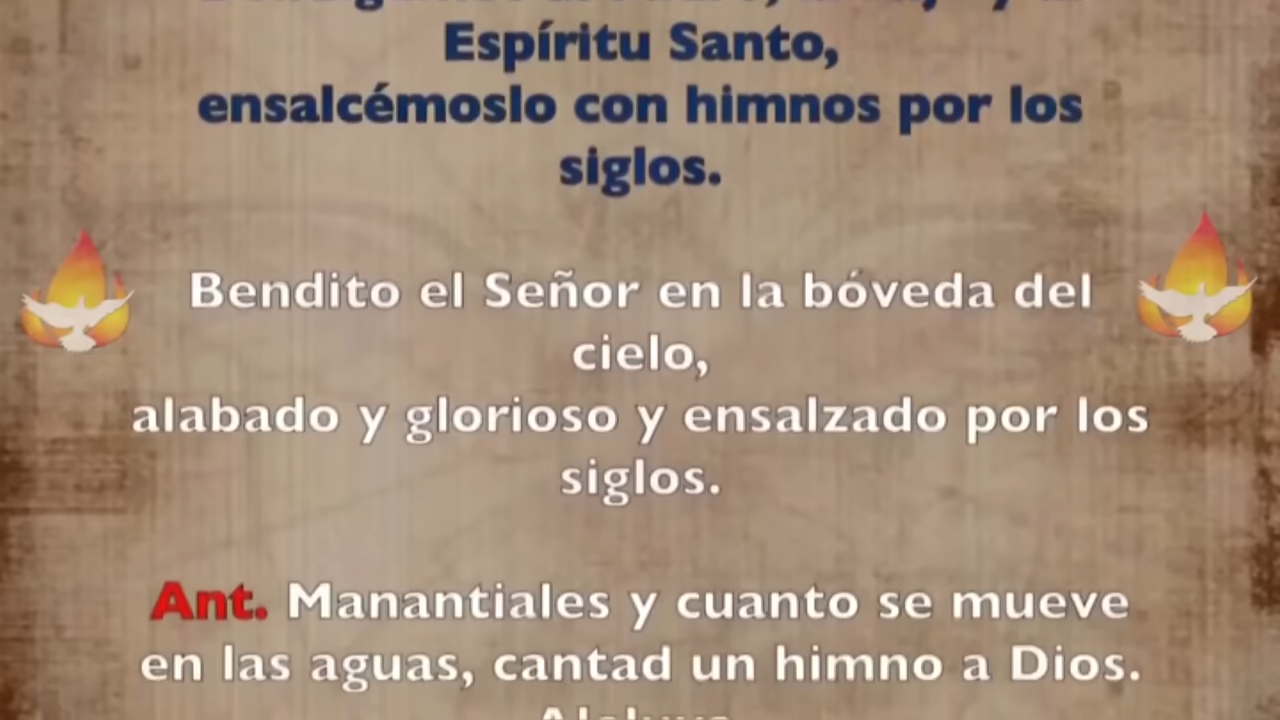 Espíritu Santo,
ensalcémoslo con himnos por los
siglos.
Bendito el Señor en la bóveda del
cielo,
alabado y glorioso y ensalzado por los
siglos.
Ant. Manantiales y cuanto se mueve
en las aguas, cantad un himno a Dios.